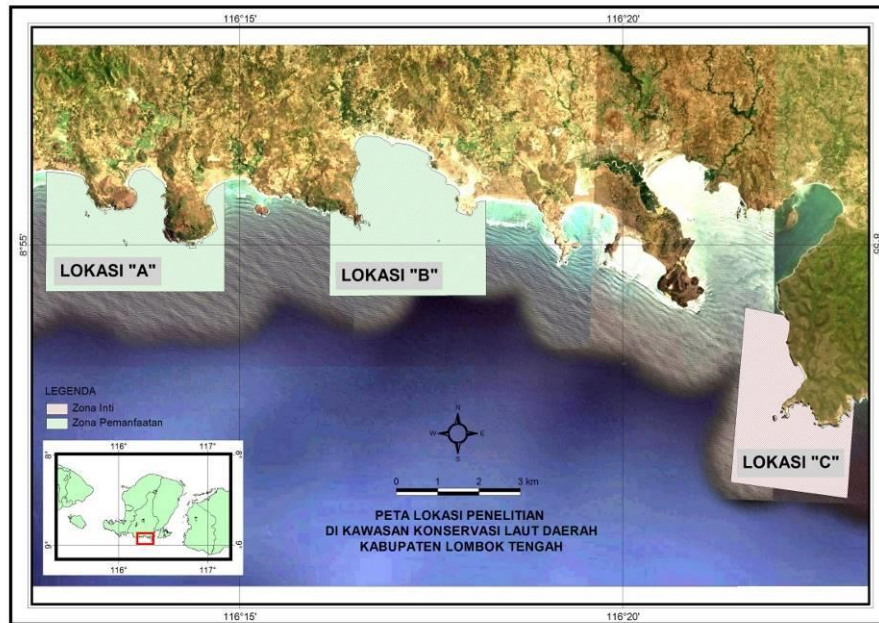 116°15'
116°20'
8°55'
8°55'
LOKASI "A"
LOKASI "B"
LOKASI "C"
LEGENDA
Zona Inti
Zona Pemanfaatan
N
W
E
S
0 1 2 3 km
PETA LOKASI PENELITIAN
DI KAWASAN KONSERVASI LAUT DAERAH
KABUPATEN LOMBOK TENGAH
116°
117°
8°
8°
9°
9°
116°
117°
116°15'
116°20'